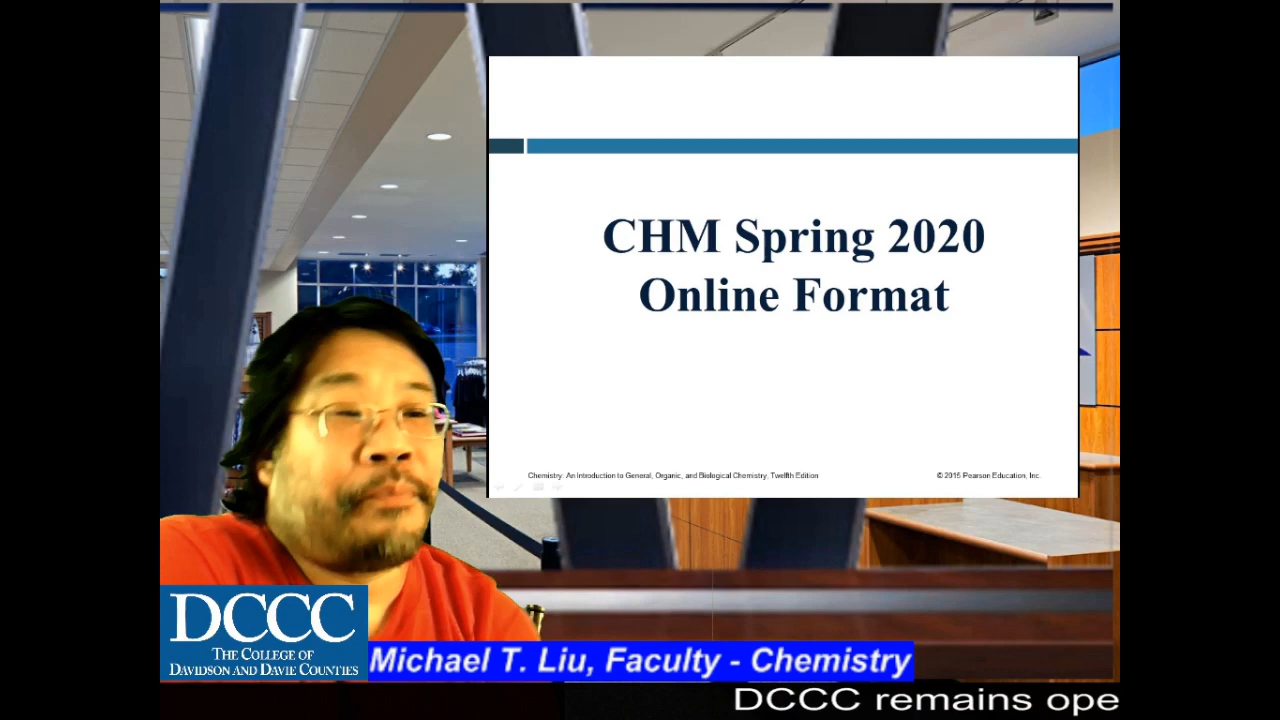 CHM Spring 2020
Online Format
Chemistry: An Introduction to General, Organic, and Biological Chemistry, Twelfth Edition
© 2015 Pearson Education, Inc.
DCCC
THE COLLEGE OF
DAVIDSON AND DAVIE COUNTIES
Michael T. Liu, Faculty - Chemistry
DCCC remains ope